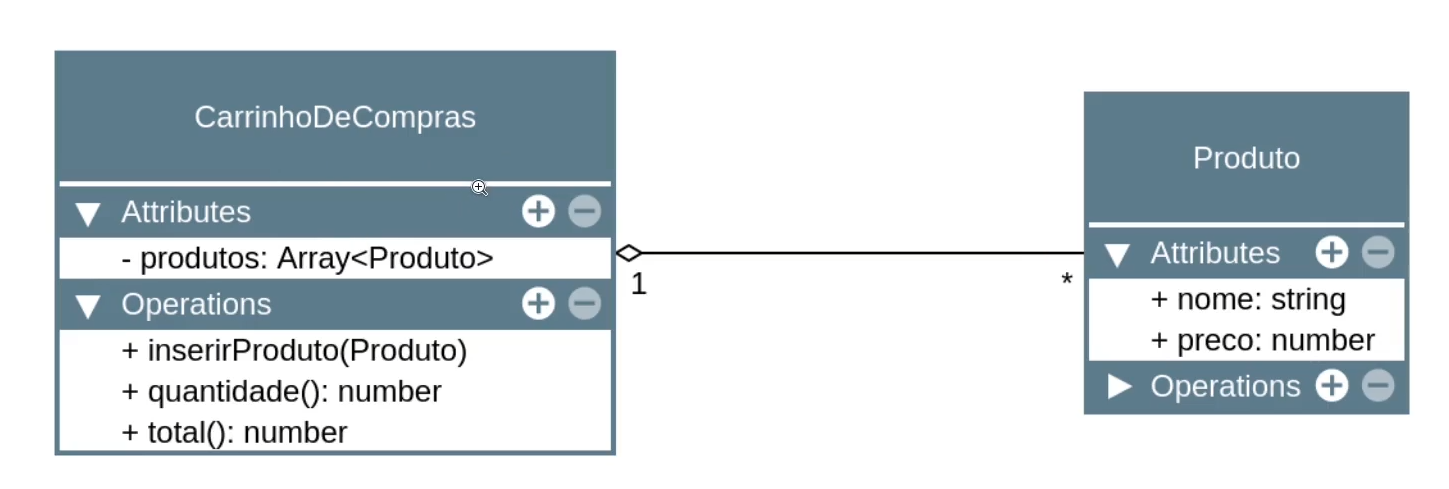 CarrinhoDeCompras
Attributes
- produtos: Array<Produto>
Operations
+ inserirProduto(Produto)
+ quantidade(): number
+ total(): number
1
*
Produto
Attributes
+ nome: string
+ preco: number
Operations